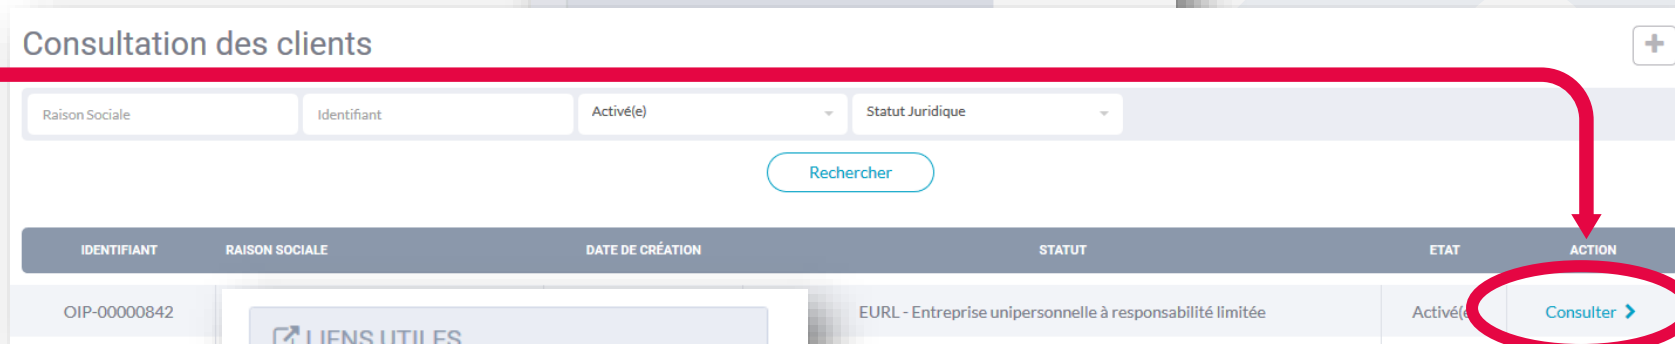 Consultation des clients
Raison Sociale Identifiant Activé(e) Statut Juridique
Rechercher
IDENTIFIANT RAISON SOCIALE DATE DE CRÉATION STATUT ETAT ACTION
OIP-00000842 EURL - Entreprise unipersonnelle à responsabilité limitée Activé(e Consulter
LIENS UTILES